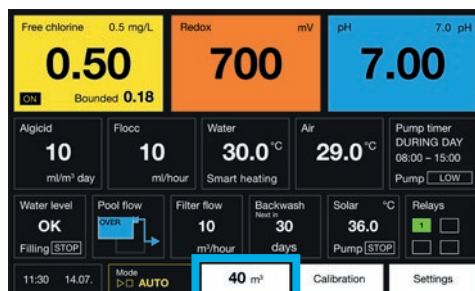 Free chlorine 0.5 mg/L
0.50
ON Bounded 0.18
Redox mV
700
pH 7.0 pH
7.00
Algicid
10
ml/m³ day
Flocc
10
ml/hour
Water
30.0 °C
Smart heating
Air
29.0 °C
Pump timer
DURING DAY
08:00 – 15:00
Pump LOW
Water level
OK
Filling STOP
Pool flow
OVER
Filter flow
10
m³/hour
Backwash
Next in
30
days
Solar °C
36.0
Pump STOP
Relays
1
11:30 14.07.
Mode
AUTO
40 m³
Calibration
Settings